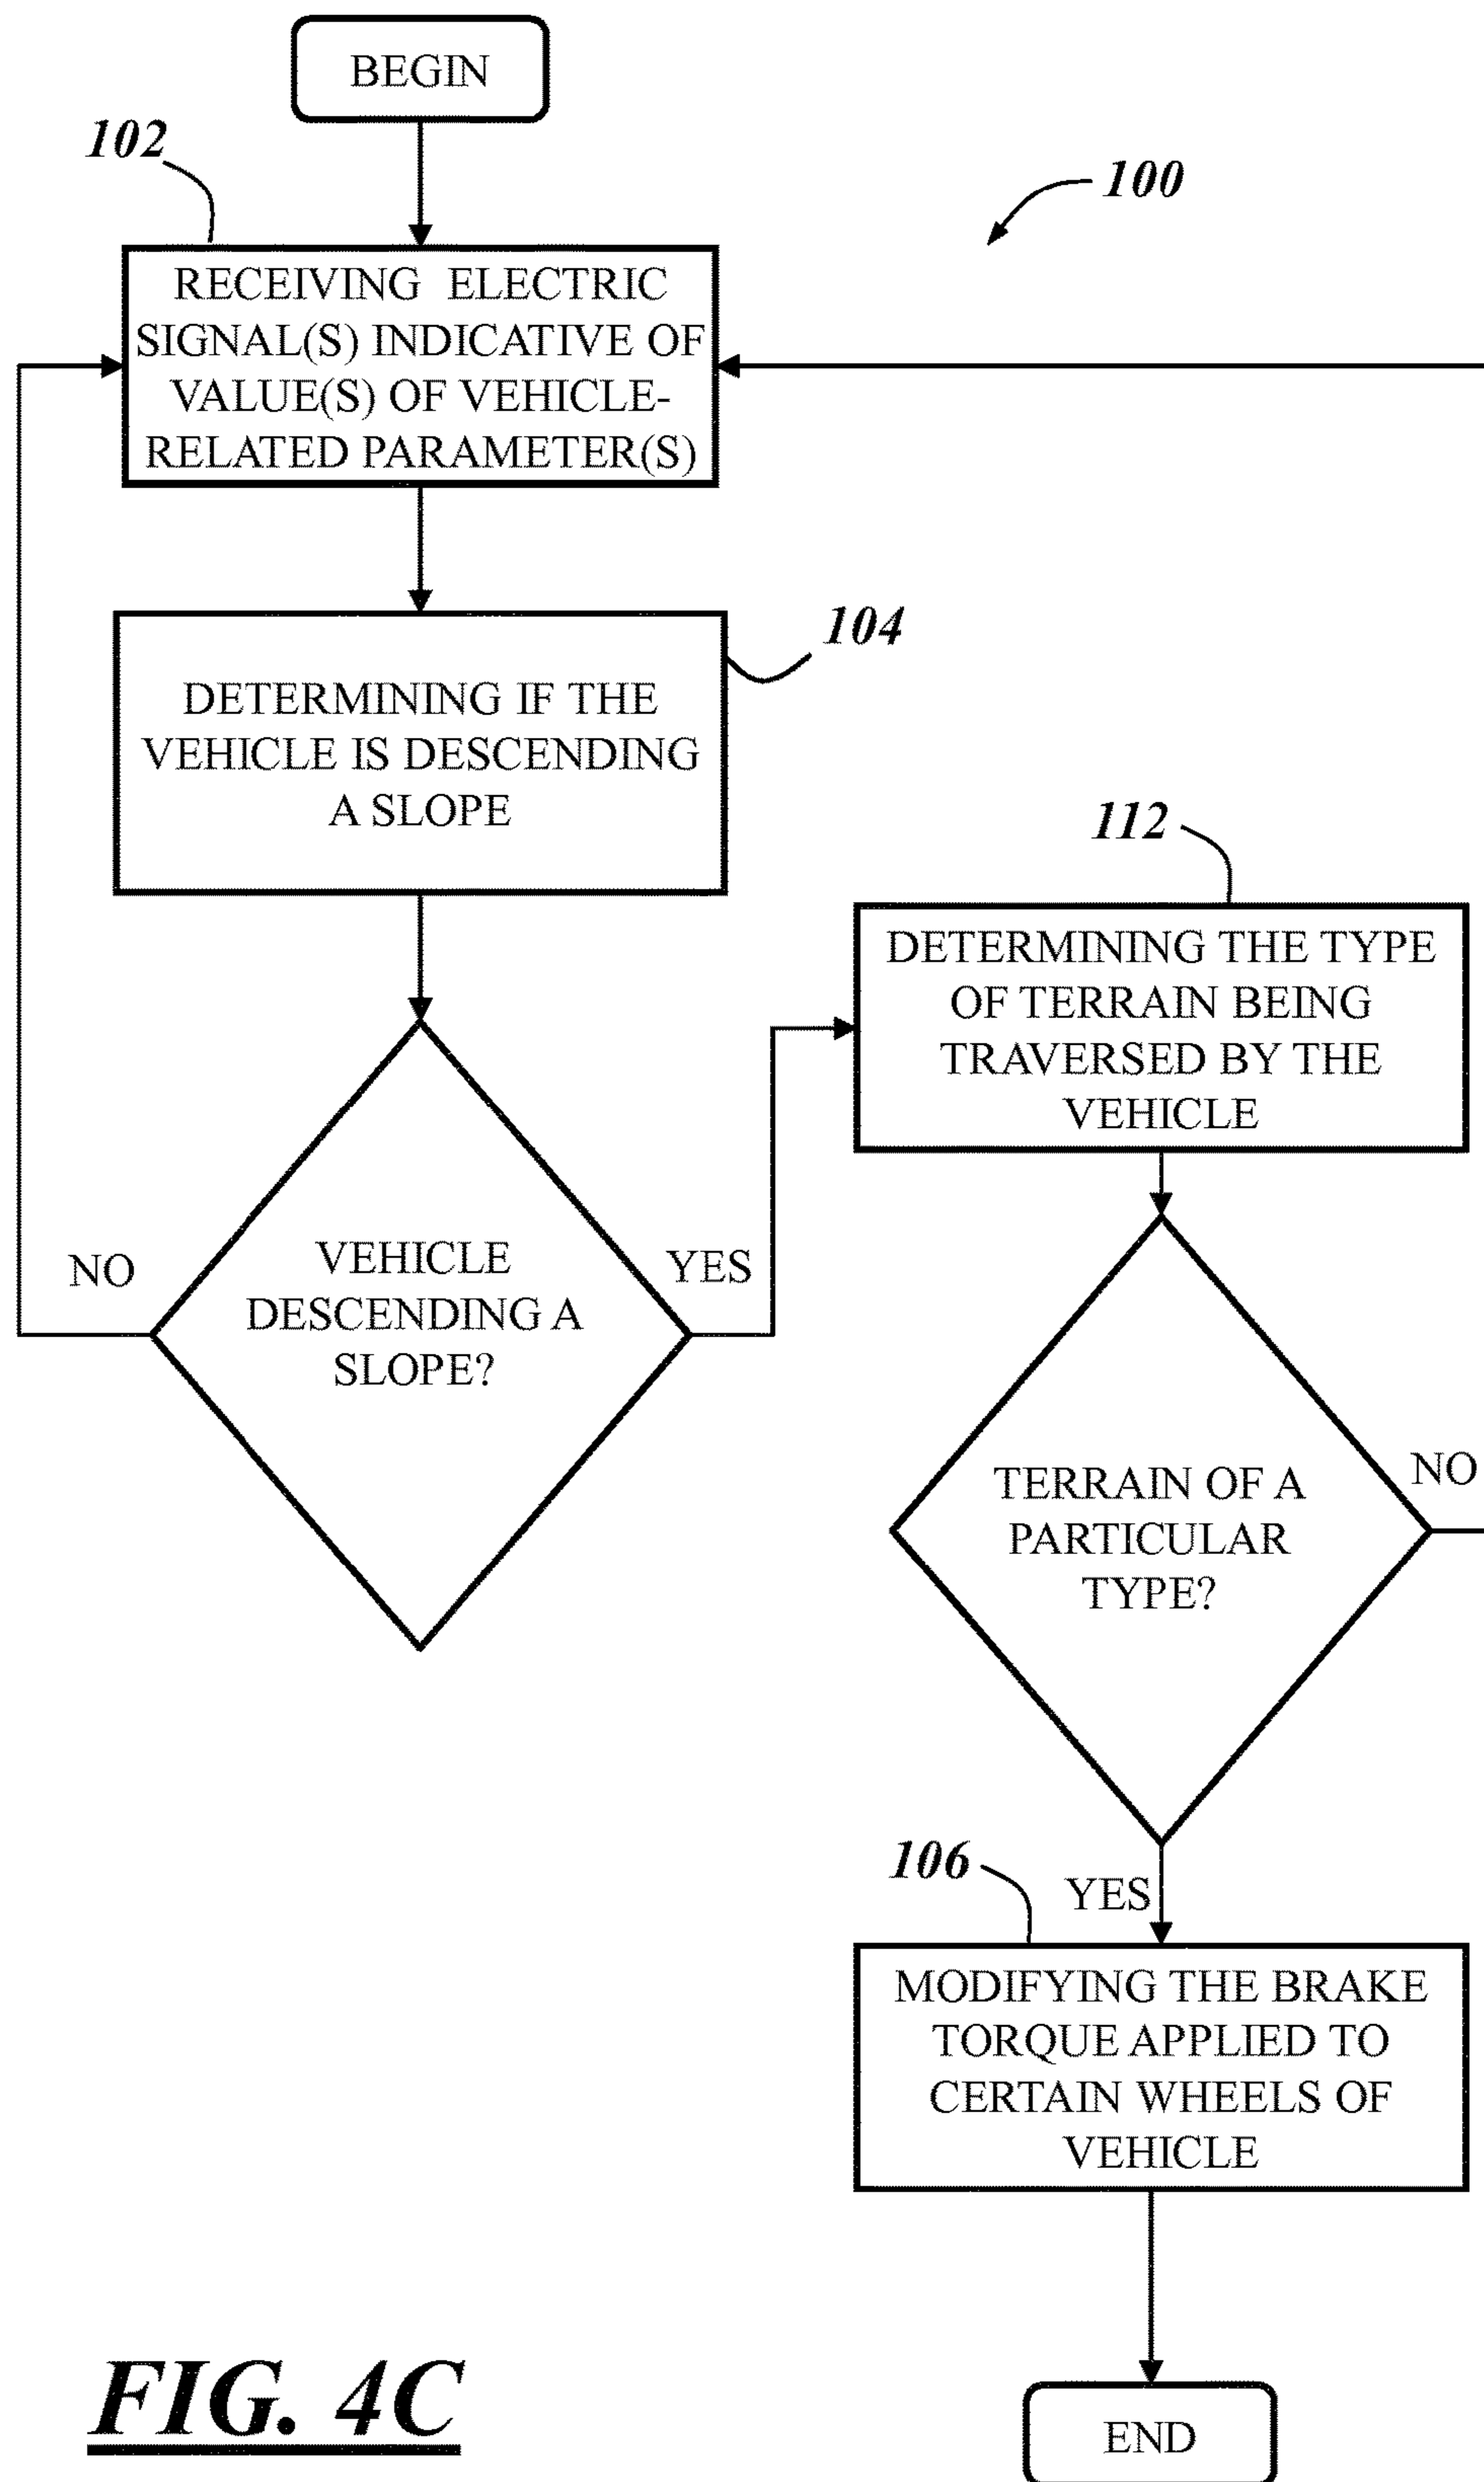 BEGIN
102
100
RECEIVING ELECTRIC
SIGNAL(S) INDICATIVE OF
VALUE(S) OF VEHICLE-
RELATED PARAMETER(S)
104
DETERMINING IF THE
VEHICLE IS DESCENDING
A SLOPE
112
DETERMINING THE TYPE
OF TERRAIN BEING
TRAVERSED BY THE
VEHICLE
NO
VEHICLE
DESCENDING A
SLOPE?
YES
TERRAIN OF A
PARTICULAR
TYPE?
NO
106
YES
MODIFYING THE BRAKE
TORQUE APPLIED TO
CERTAIN WHEELS OF
VEHICLE
FIG. 4C
END